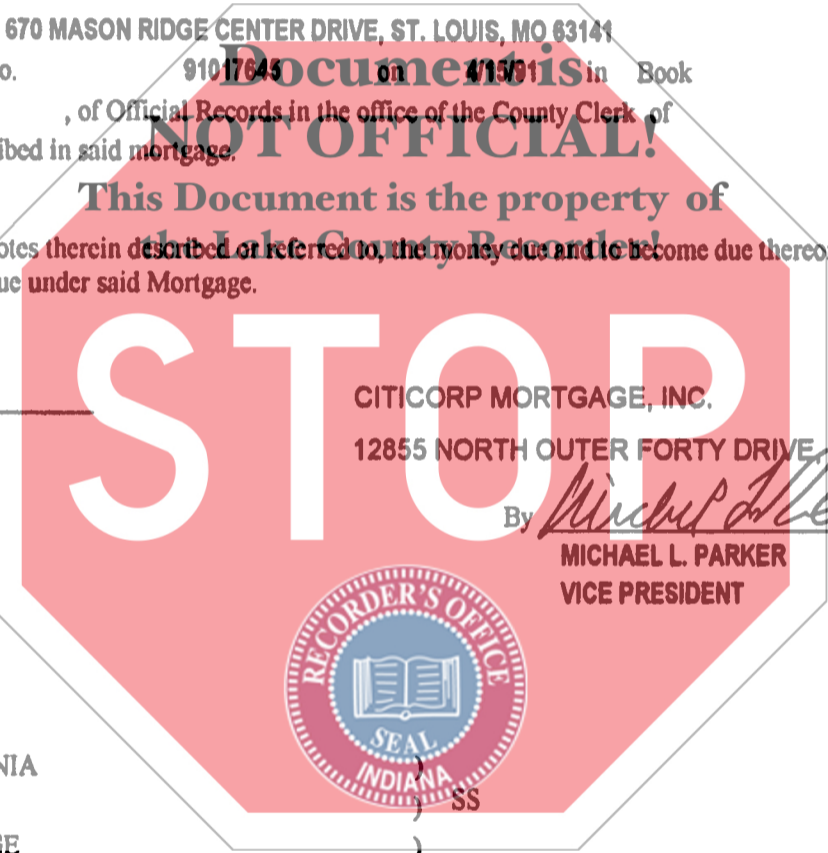 670 MASON RIDGE CENTER DRIVE, ST. LOUIS, MO 63141
o. 91017645 on 4/15/91 in Book
Document is
, of Official Records in the office of the County Clerk of
NOT OFFICIAL!
ibed in said mortgage.
This Document is the property of
the Lake County Recorder!
otes therein described or referred to, the money due and to become due thereo
ue under said Mortgage.
STOP
CITICORP MORTGAGE, INC.
12855 NORTH OUTER FORTY DRIVE,
By
MICHAEL L. PARKER
VICE PRESIDENT
RECORDER'S OFFICE
SEAL
INDIANA
NIA )
) SS
GE )